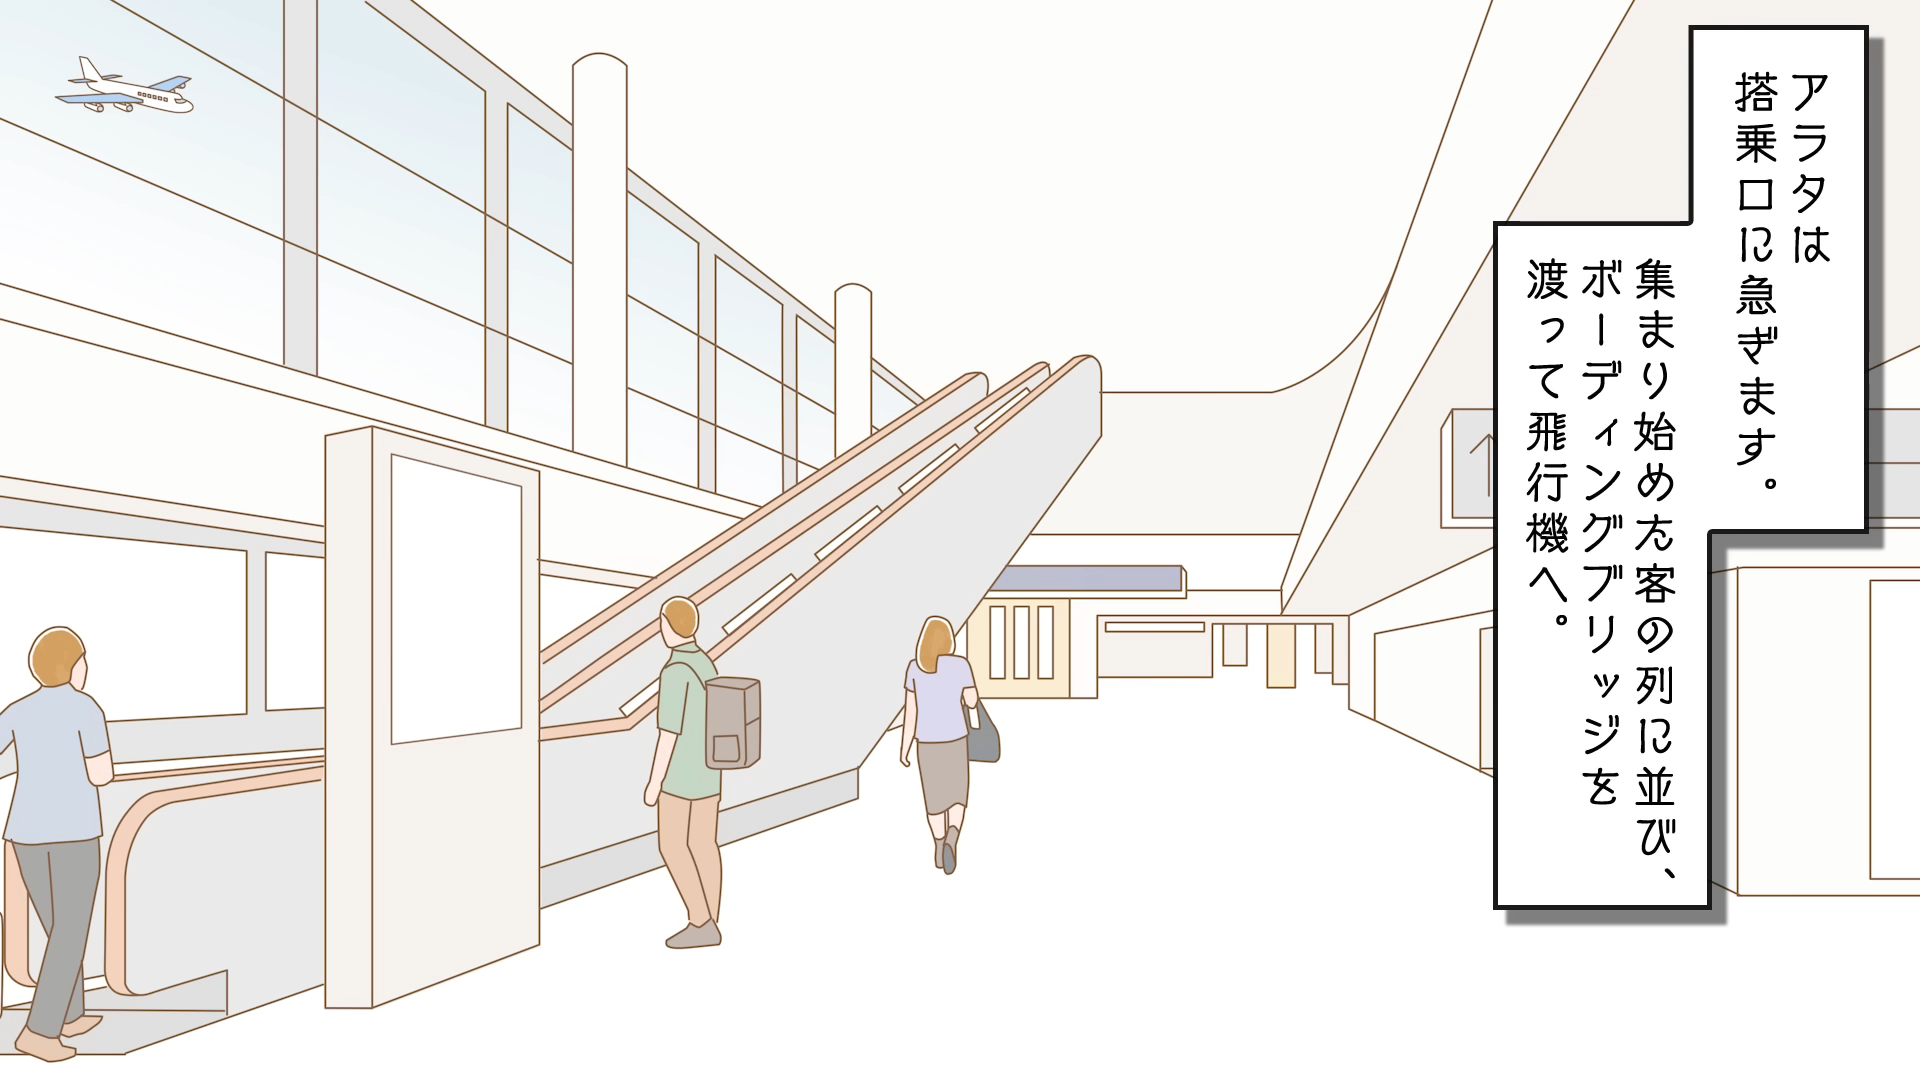 アラタは
搭乗口に急ぎます。
集まり始めた客の列に並び、
ボーディングブリッジを
渡って飛行機へ。